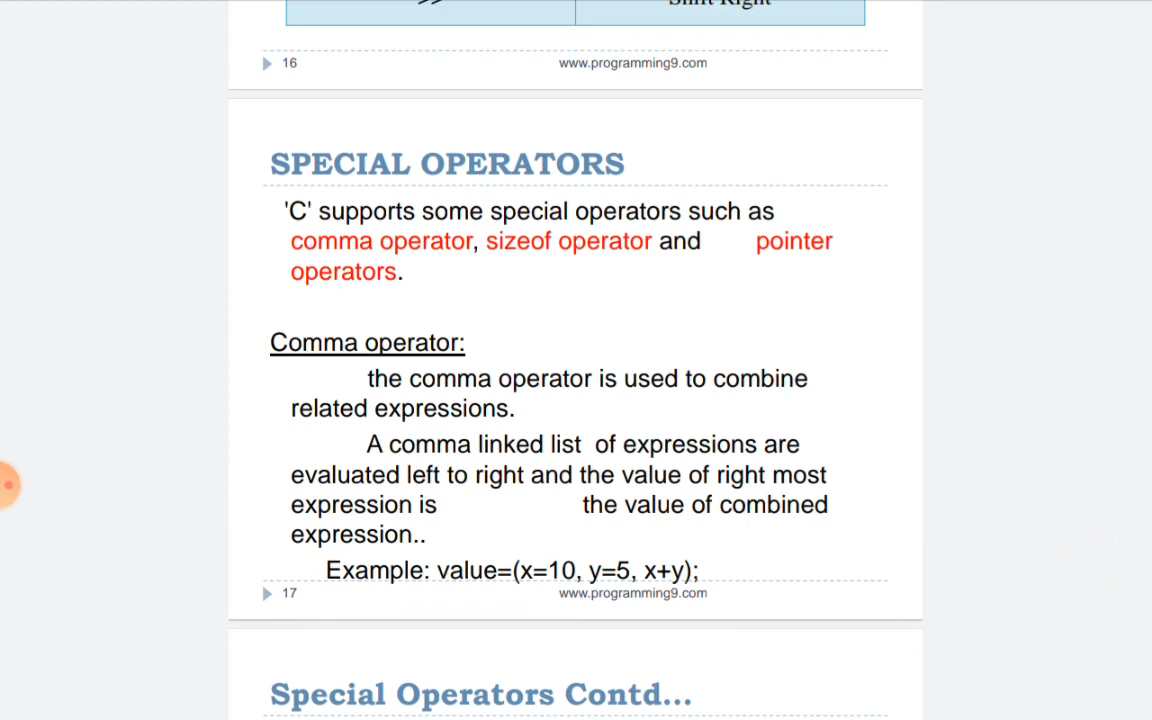 >> Shift Right
16 www.programming9.com
SPECIAL OPERATORS
'C' supports some special operators such as
comma operator, sizeof operator and pointer
operators.
Comma operator:
the comma operator is used to combine
related expressions.
A comma linked list of expressions are
evaluated left to right and the value of right most
expression is the value of combined
expression..
Example: value=(x=10, y=5, x+y);
17 www.programming9.com
Special Operators Contd...